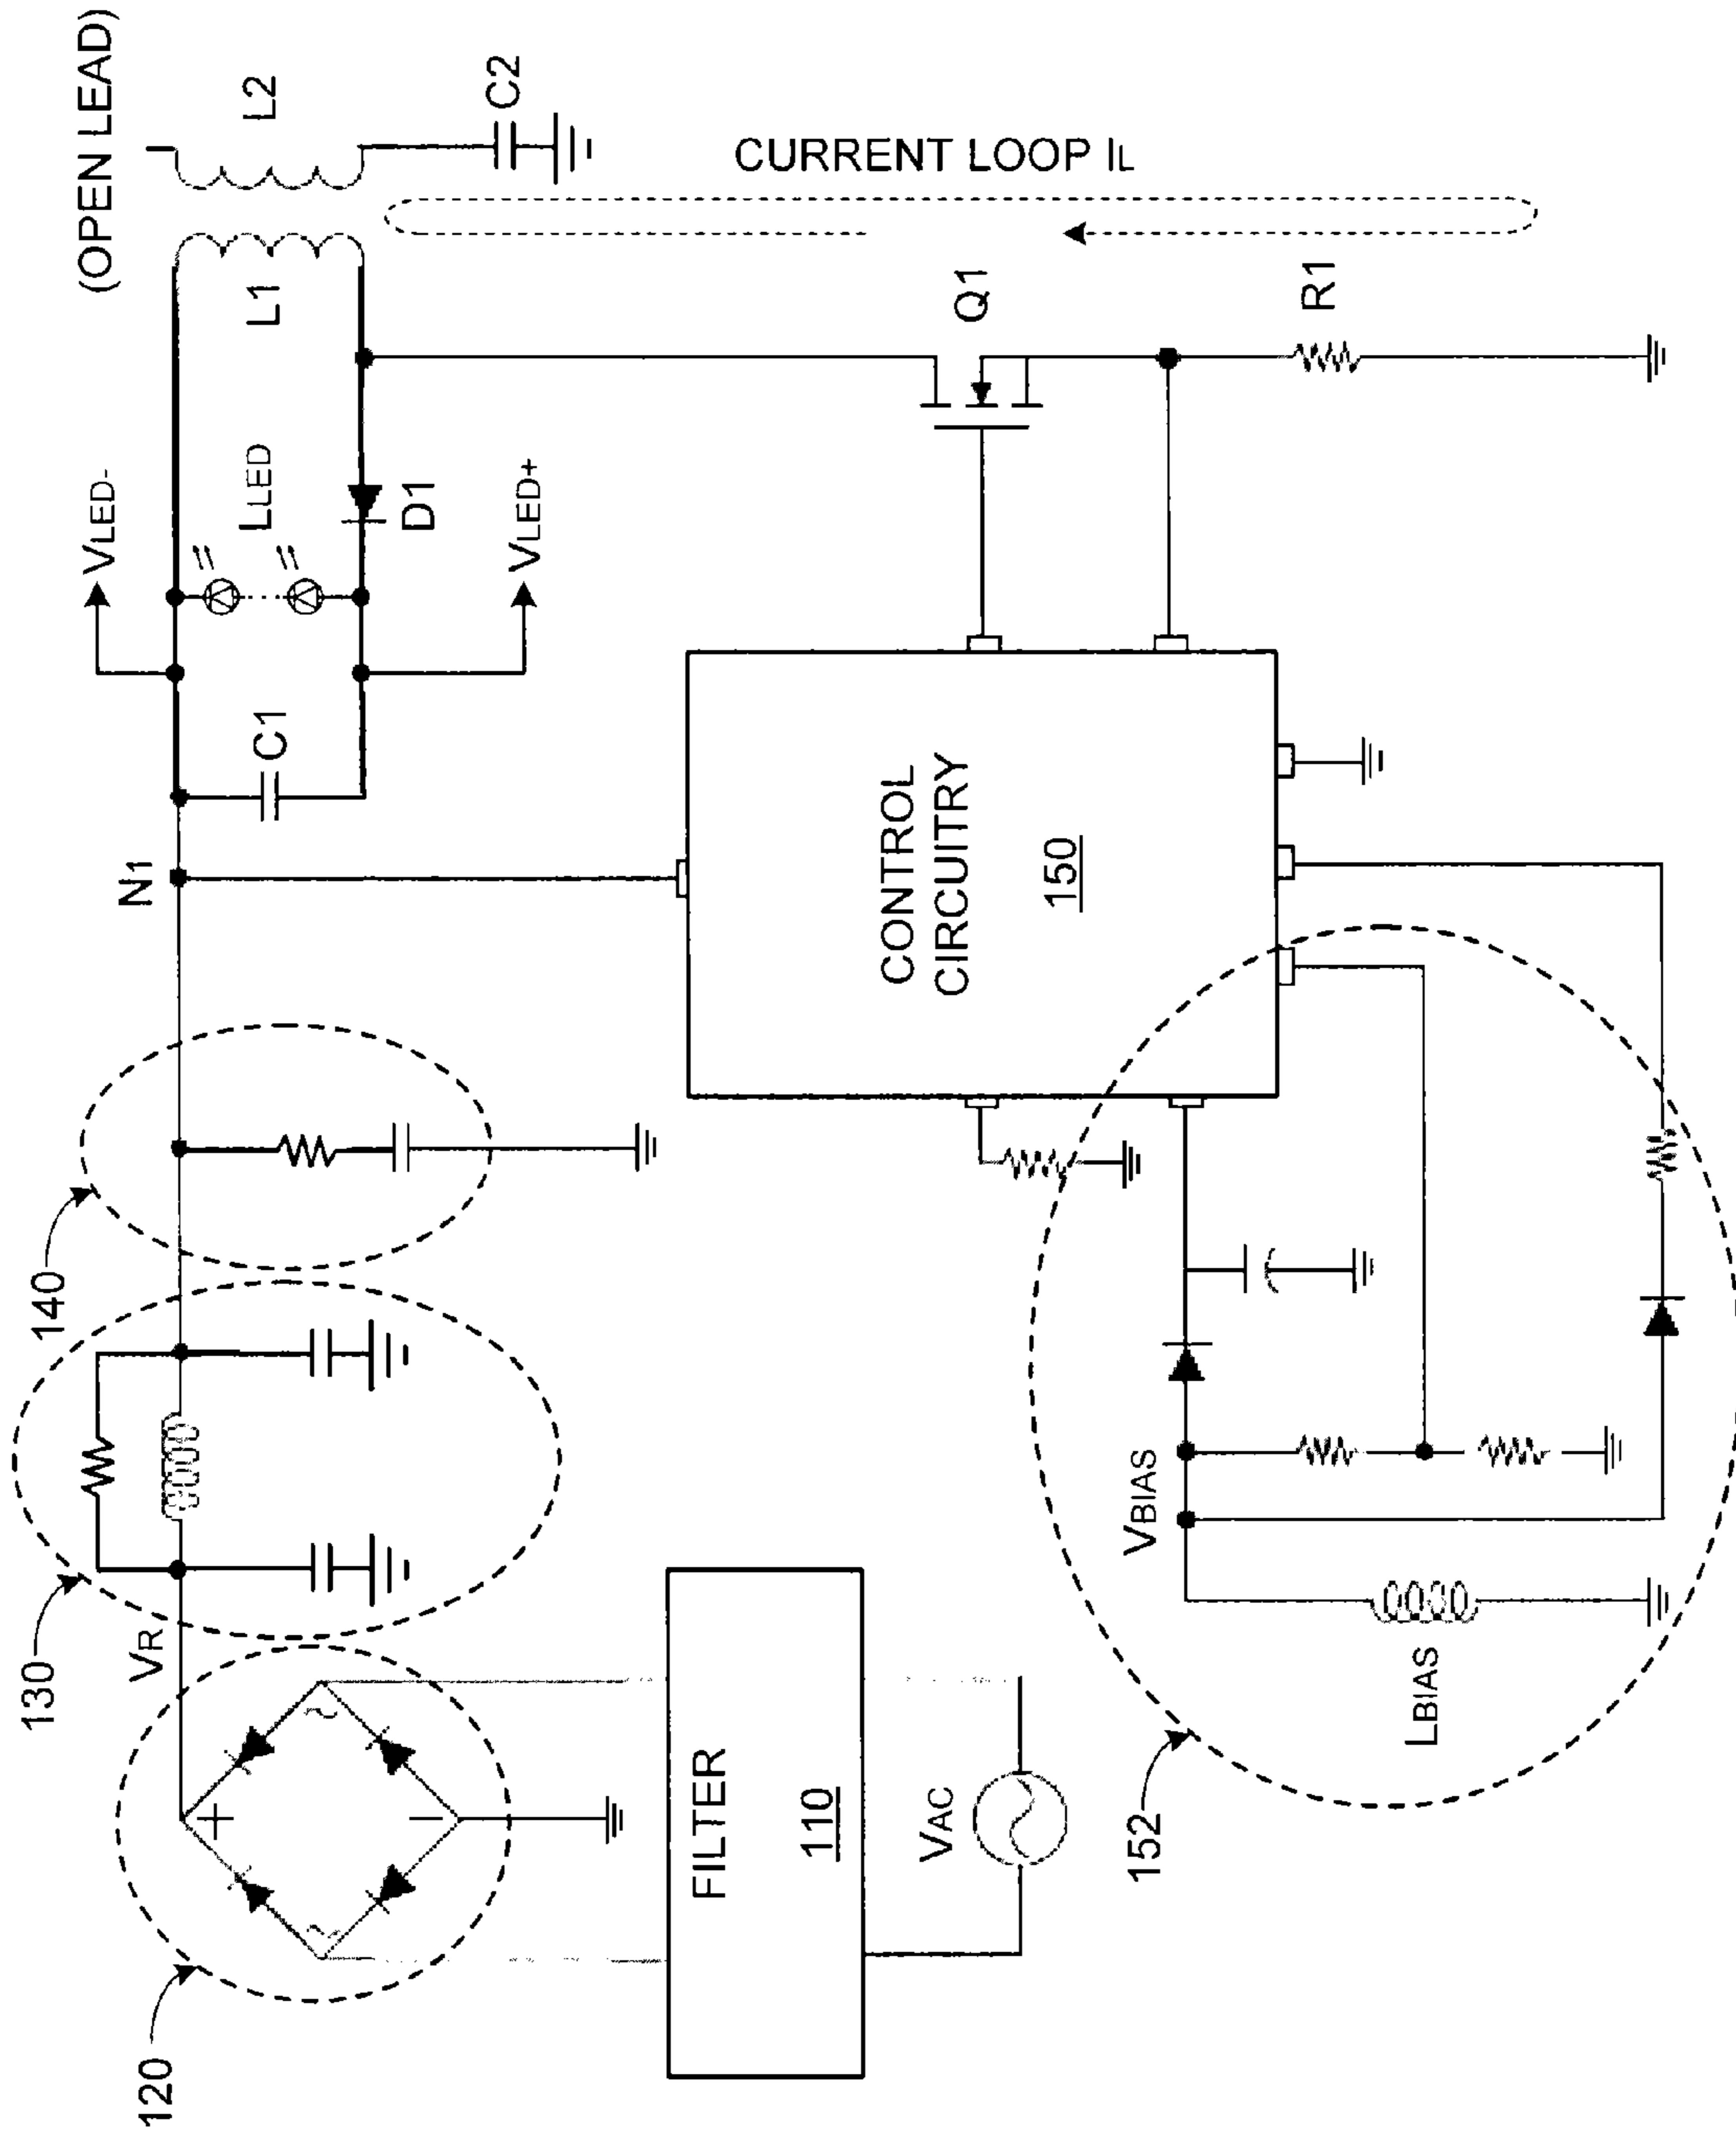 (OPEN LEAD)
L2
C2
CURRENT LOOP IL
L1
Q1
R1
VLED-
LLED
D1
VLED+
C1
N1
CONTROL
CIRCUITRY
150
140
130
VR
+
−
~
~
120
FILTER
110
VAC
VBIAS
LBIAS
152